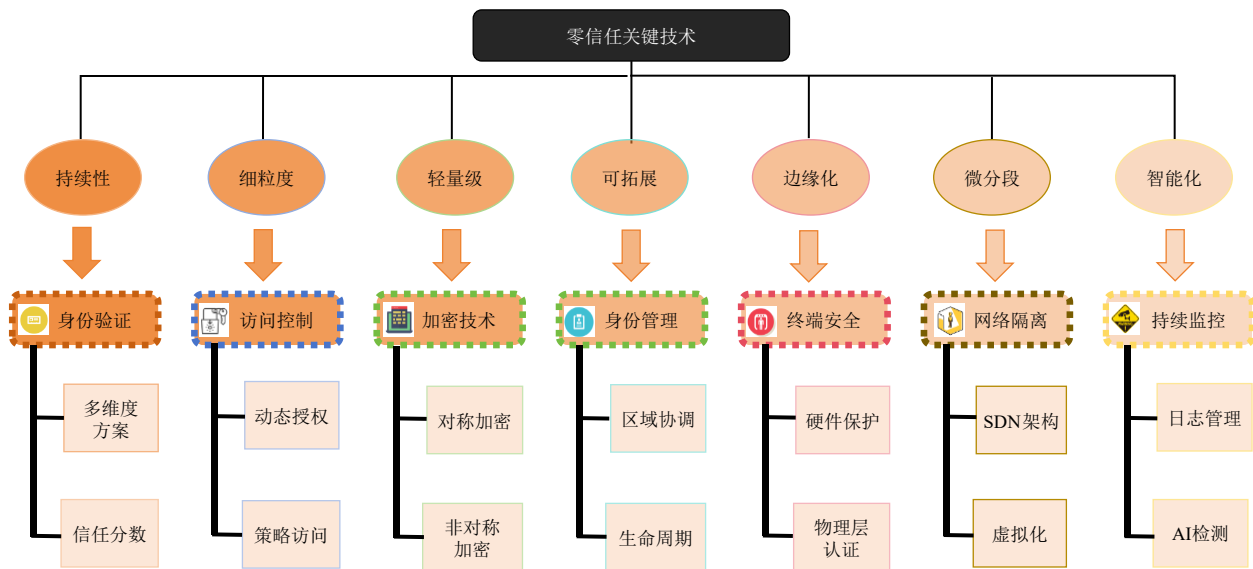 零信任关键技术
持续性
细粒度
轻量级
可拓展
边缘化
微分段
智能化
身份验证
访问控制
加密技术
身份管理
终端安全
网络隔离
持续监控
多维度
方案
动态授权
对称加密
区域协调
硬件保护
SDN架构
日志管理
信任分数
策略访问
非对称
加密
生命周期
物理层
认证
虚拟化
AI检测